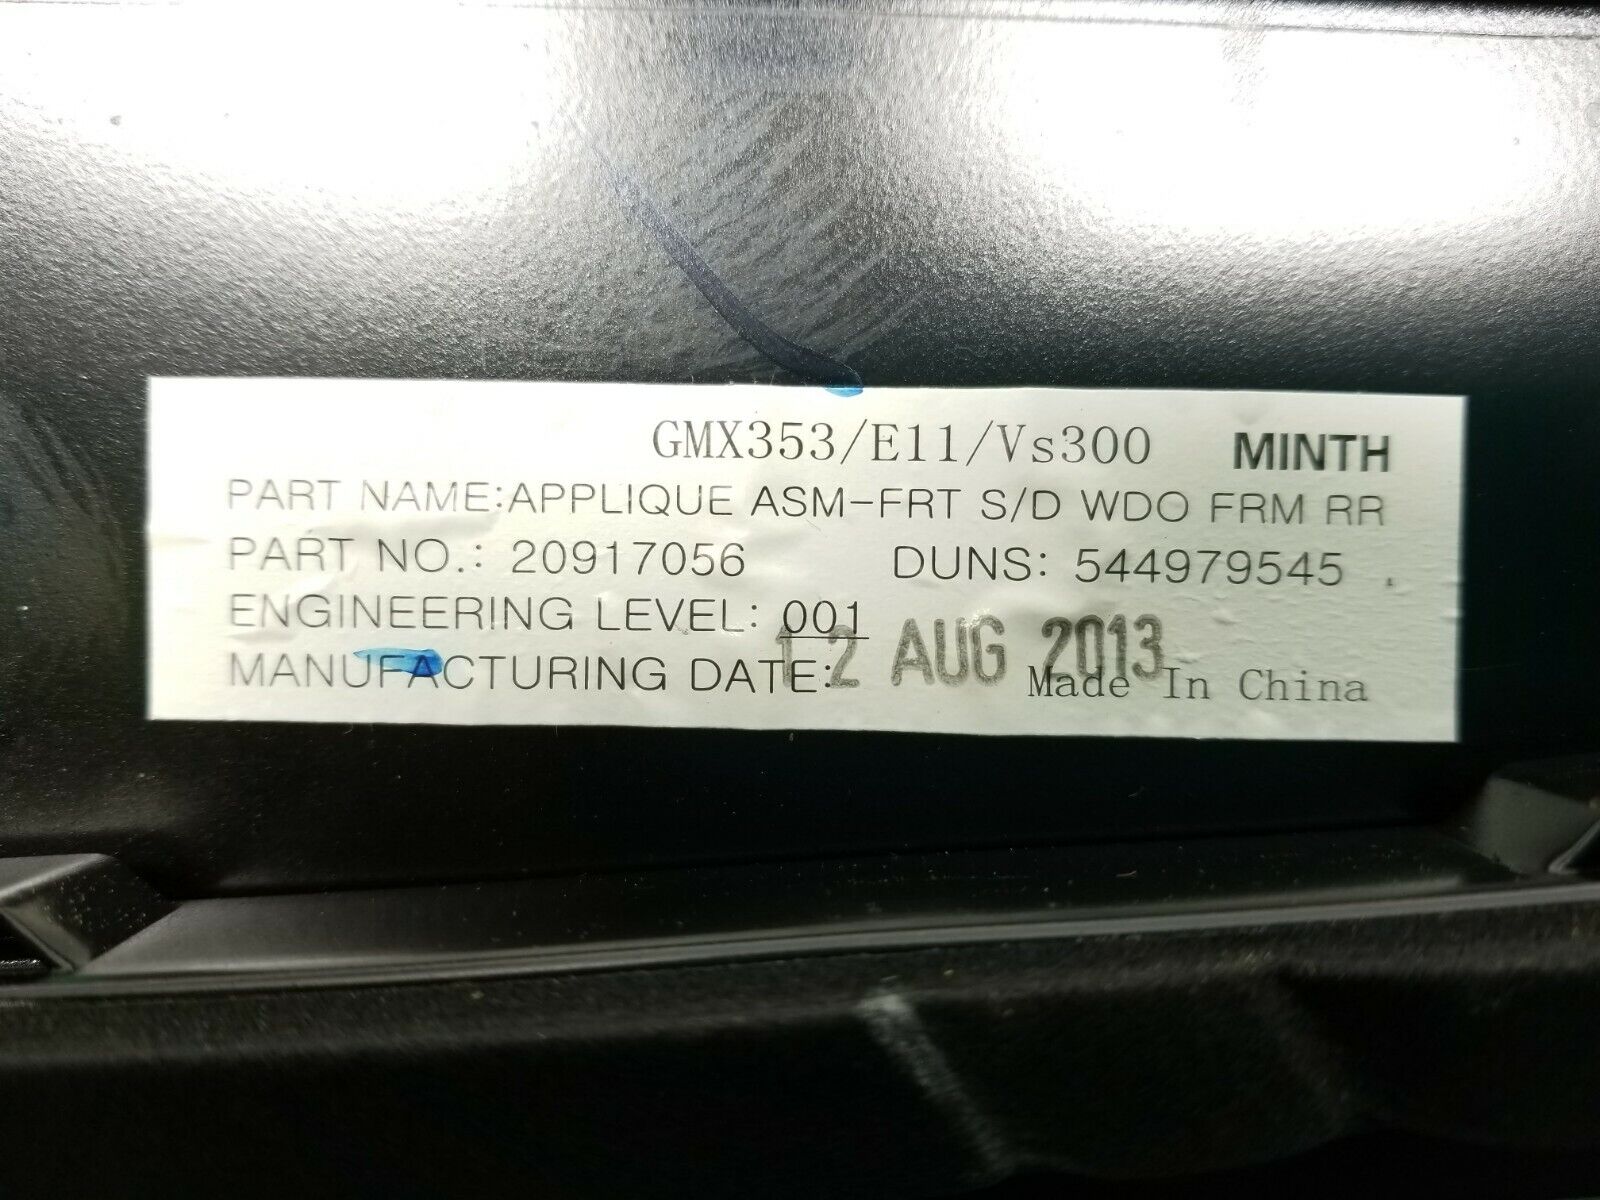 GMX353/E11/Vs300 MINTH
PART NAME:APPLIQUE ASM-FRT S/D WDO FRM RR
PART NO.: 20917056 DUNS: 544979545 .
ENGINEERING LEVEL: 001
MANUFACTURING DATE: 12 AUG 2013
Made In China